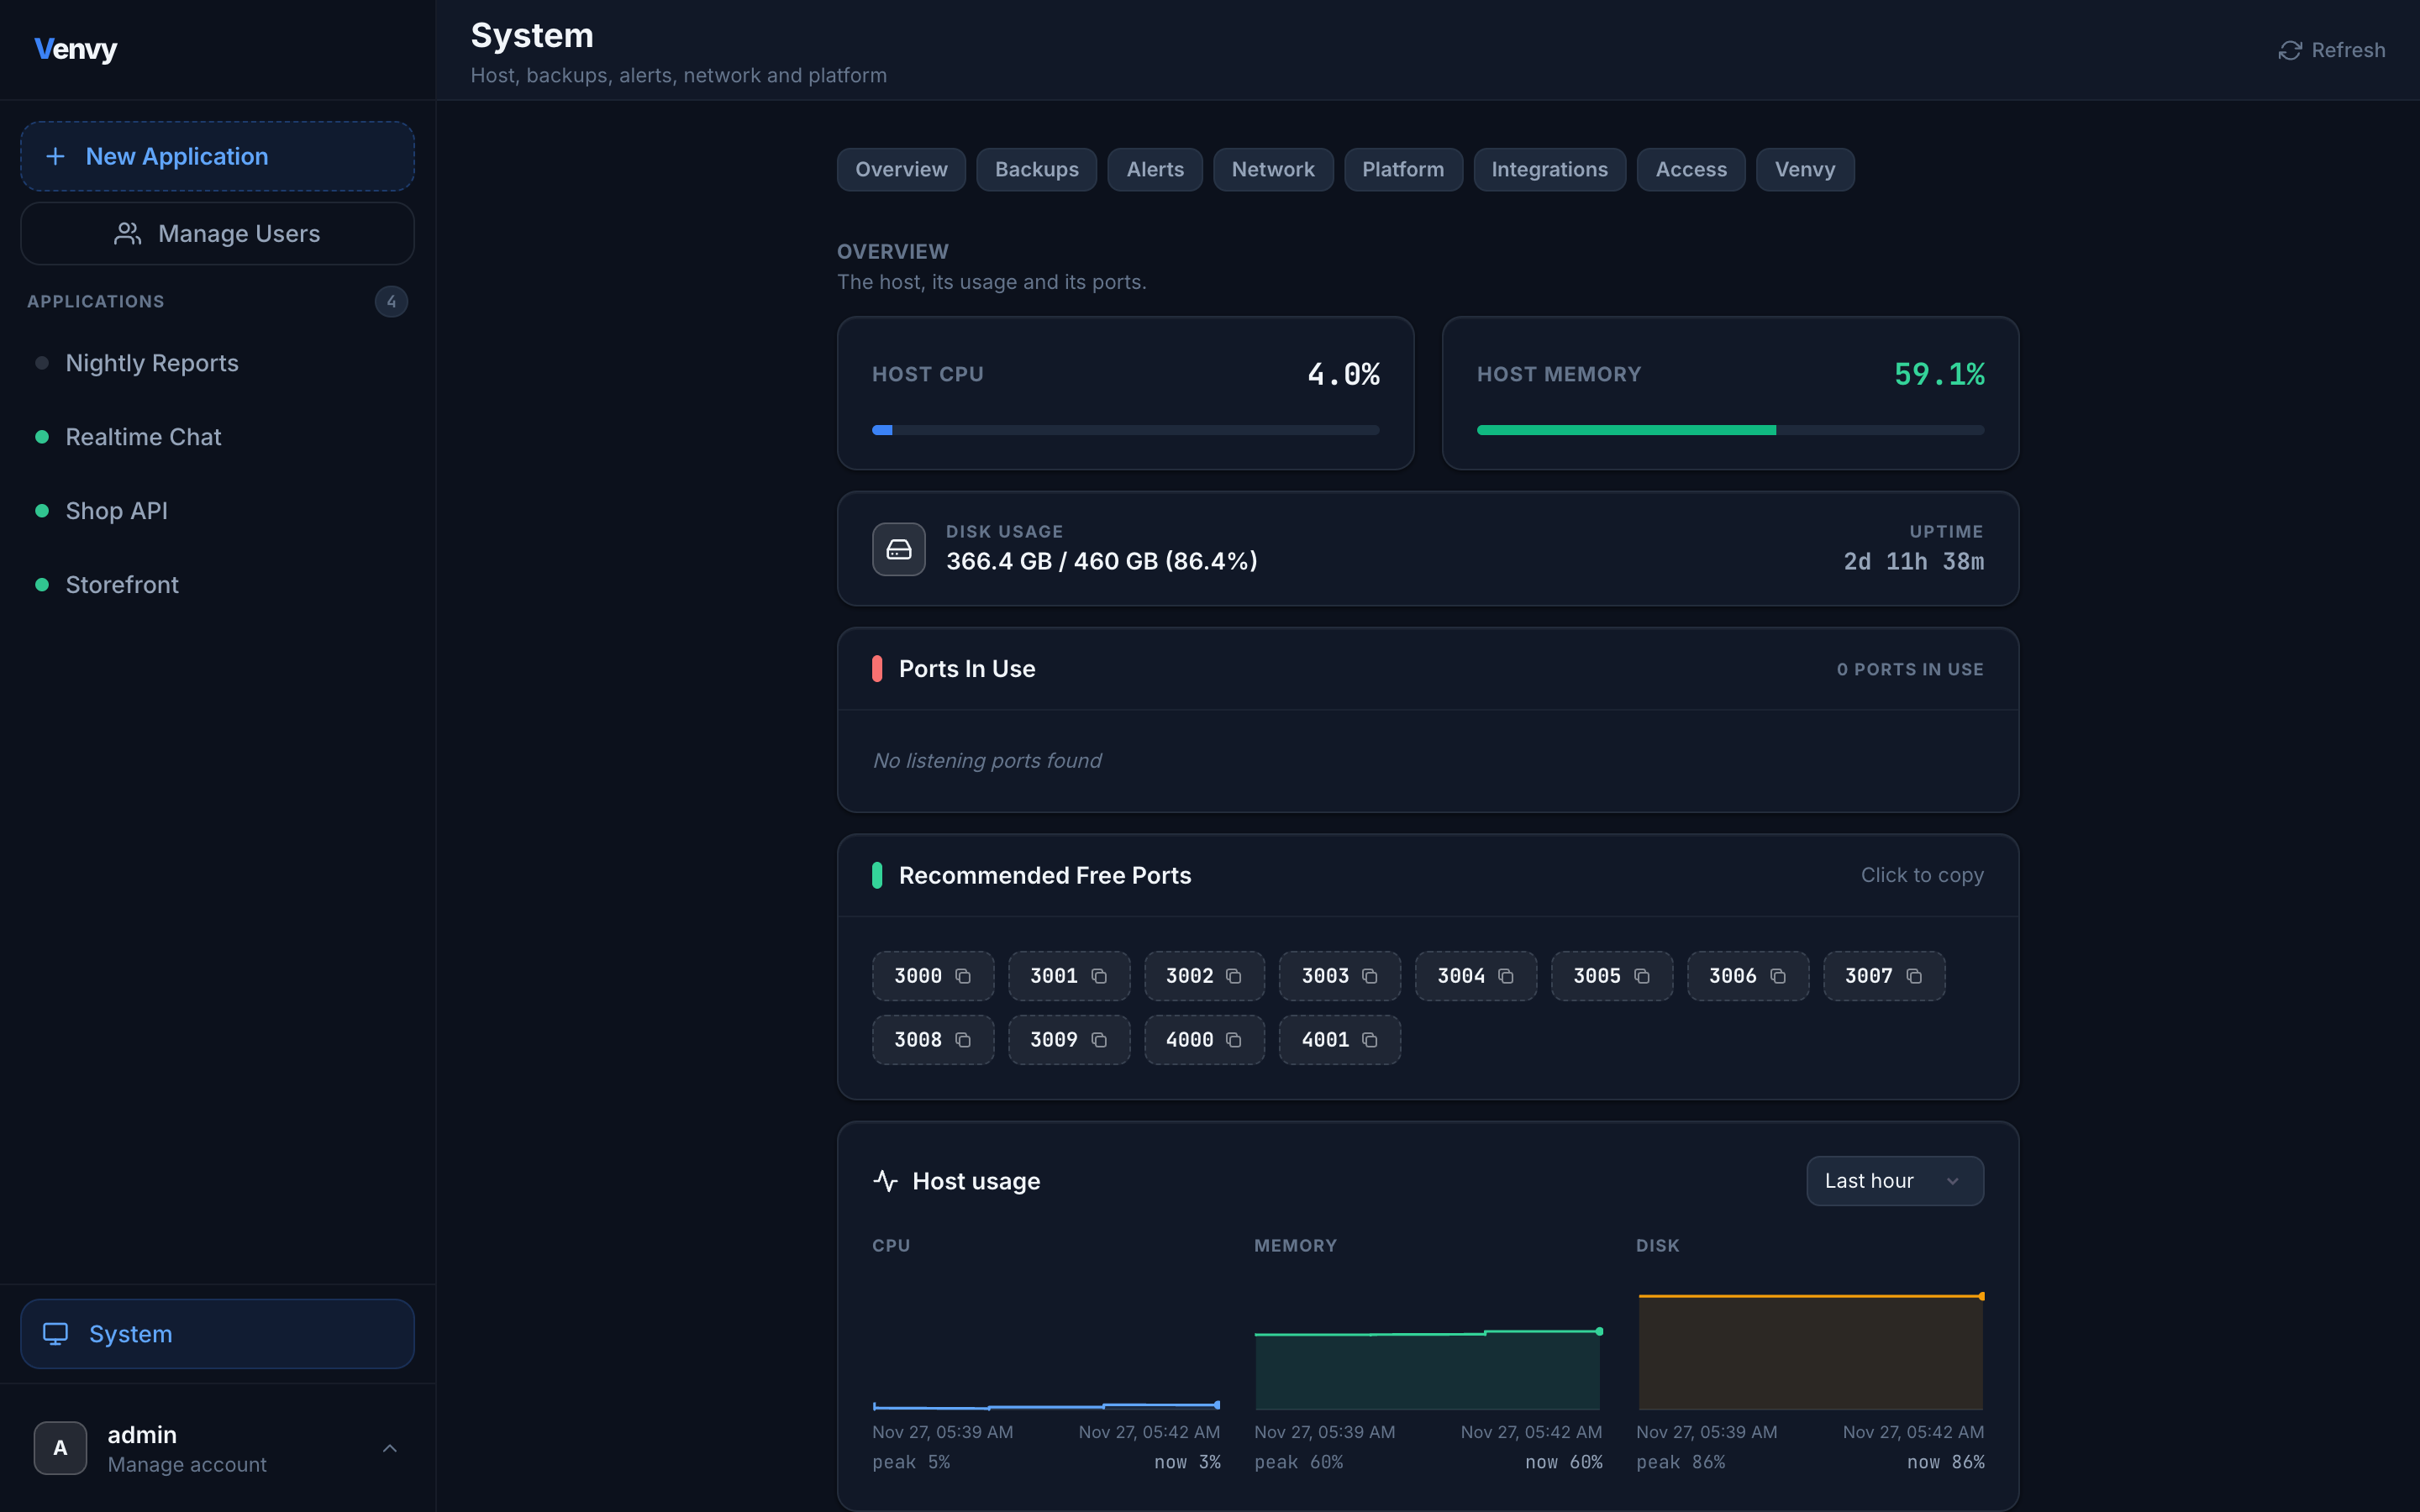 Venvy
System
Host, backups, alerts, network and platform
Refresh
New Application
Manage Users
APPLICATIONS 4
Nightly Reports
Realtime Chat
Shop API
Storefront
System
A
admin
Manage account
Overview Backups Alerts Network Platform Integrations Access Venvy
OVERVIEW
The host, its usage and its ports.
HOST CPU 4.0%
HOST MEMORY 59.1%
DISK USAGE
366.4 GB / 460 GB (86.4%)
UPTIME
2d 11h 38m
Ports In Use
0 PORTS IN USE
No listening ports found
Recommended Free Ports
Click to copy
3000 3001 3002 3003 3004 3005 3006 3007
3008 3009 4000 4001
Host usage
Last hour
CPU
Nov 27, 05:39 AM Nov 27, 05:42 AM
peak 5% now 3%
MEMORY
Nov 27, 05:39 AM Nov 27, 05:42 AM
peak 60% now 60%
DISK
Nov 27, 05:39 AM Nov 27, 05:42 AM
peak 86% now 86%